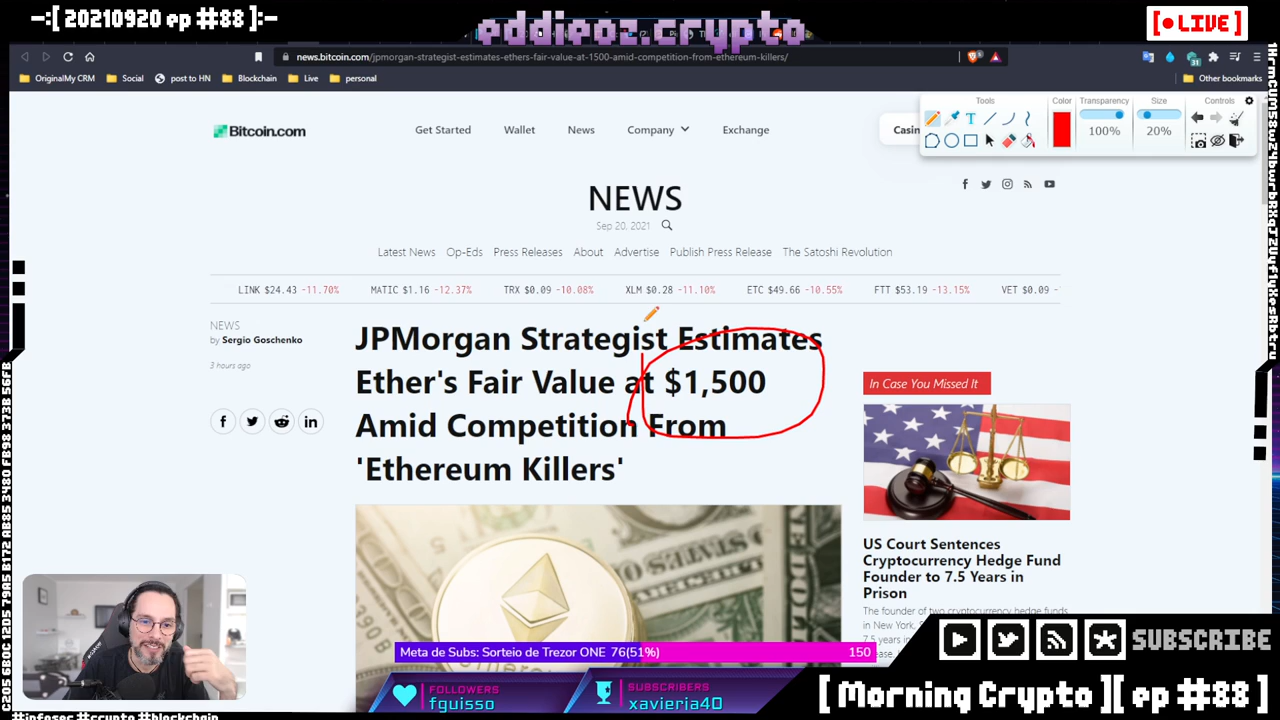 -:[ 20210920 ep #88 ]:-
eddieoz.crypto
[● LIVE ]
news.bitcoin.com/jpmorgan-strategist-estimates-ethers-fair-value-at-1500-amid-competition-from-ethereum-killers/
OriginalMy CRM Social post to HN Blockchain Live personal Other bookmarks
Tools Color Transparency Size Controls
100% 20%
Bitcoin.com Get Started Wallet News Company Exchange Casin
NEWS
Sep 20, 2021
Latest News Op-Eds Press Releases About Advertise Publish Press Release The Satoshi Revolution
LINK $24.43 -11.70% MATIC $1.16 -12.37% TRX $0.09 -10.08% XLM $0.28 -11.10% ETC $49.66 -10.55% FTT $53.19 -13.15% VET $0.09 -
NEWS
by Sergio Goschenko
3 hours ago
JPMorgan Strategist Estimates
Ether's Fair Value at $1,500
Amid Competition From
'Ethereum Killers'
In Case You Missed It
US Court Sentences
Cryptocurrency Hedge Fund
Founder to 7.5 Years in
Prison
The founder of two cryptocurrency hedge funds
in New York, S
7.5 years in
Meta de Subs: Sorteio de Trezor ONE 76(51%) 150
FOLLOWERS
fguisso
SUBSCRIBERS
xavierja40
SUBSCRIBE
[ Morning Crypto ][ ep #88 ]
#infosec #crypto #blockchain